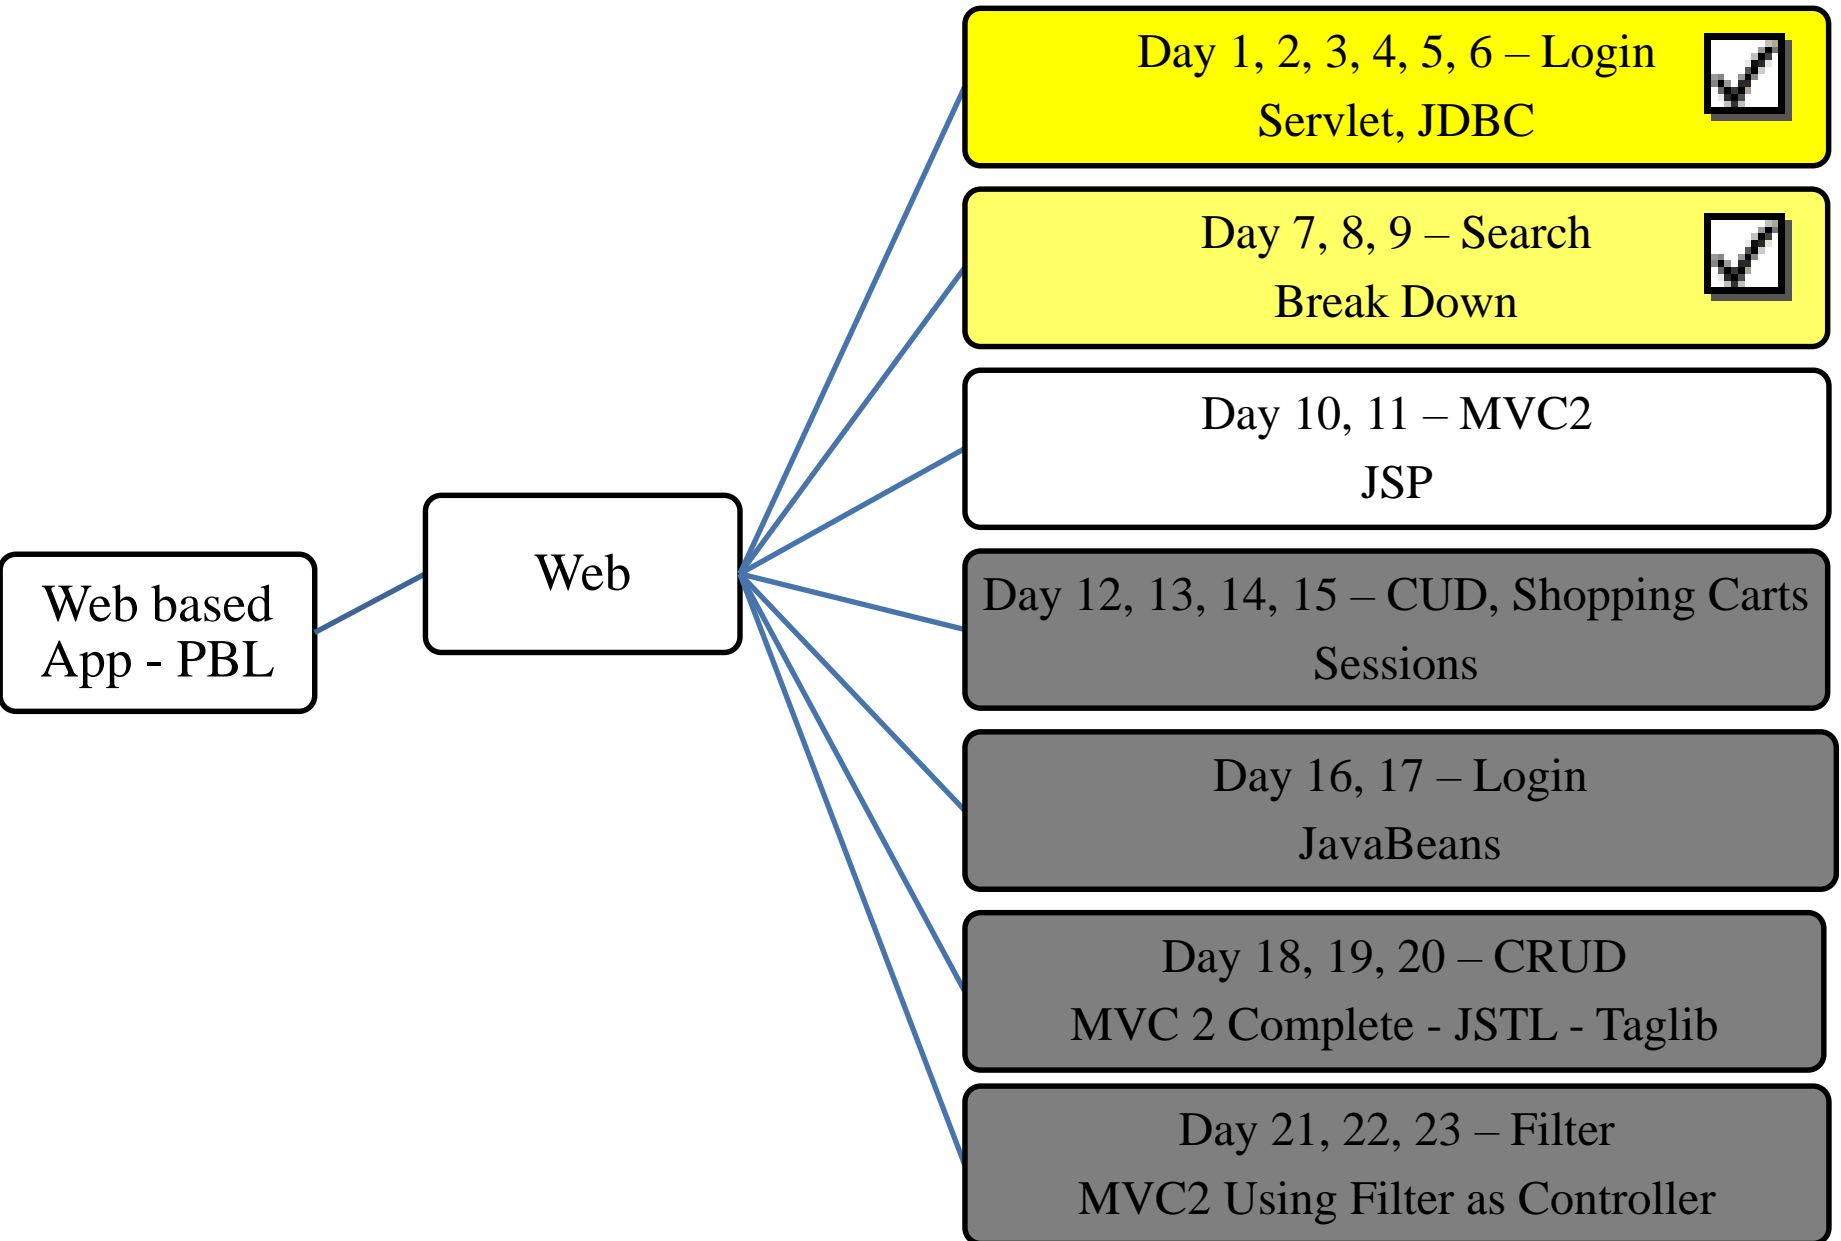 Web based
App - PBL
Web
Day 1, 2, 3, 4, 5, 6 – Login
Servlet, JDBC
Day 7, 8, 9 – Search
Break Down
Day 10, 11 – MVC2
JSP
Day 12, 13, 14, 15 – CUD, Shopping Carts
Sessions
Day 16, 17 – Login
JavaBeans
Day 18, 19, 20 – CRUD
MVC 2 Complete - JSTL - Taglib
Day 21, 22, 23 – Filter
MVC2 Using Filter as Controller